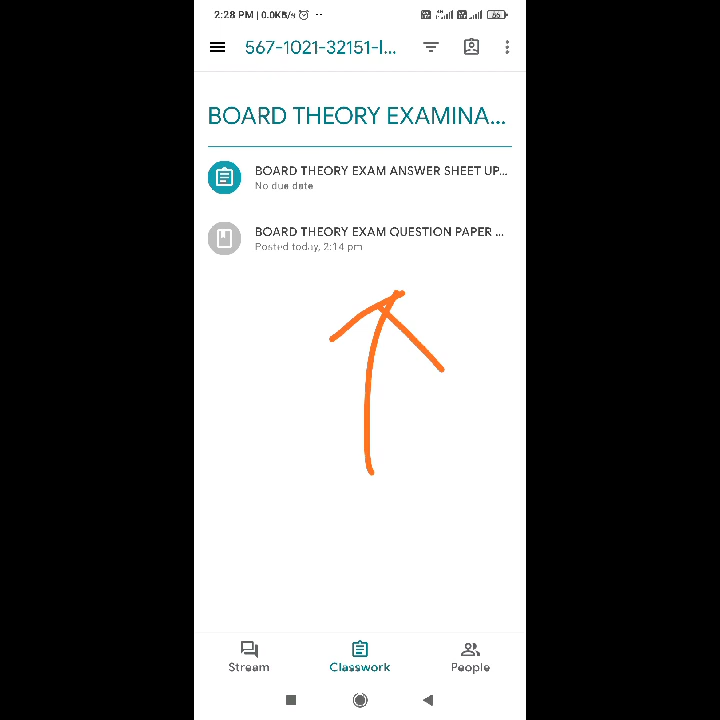 2:28 PM | 0.0KB/s
66
567-1021-32151-I...
BOARD THEORY EXAMINA...
BOARD THEORY EXAM ANSWER SHEET UP...
No due date
BOARD THEORY EXAM QUESTION PAPER ...
Posted today, 2:14 pm
Stream Classwork People